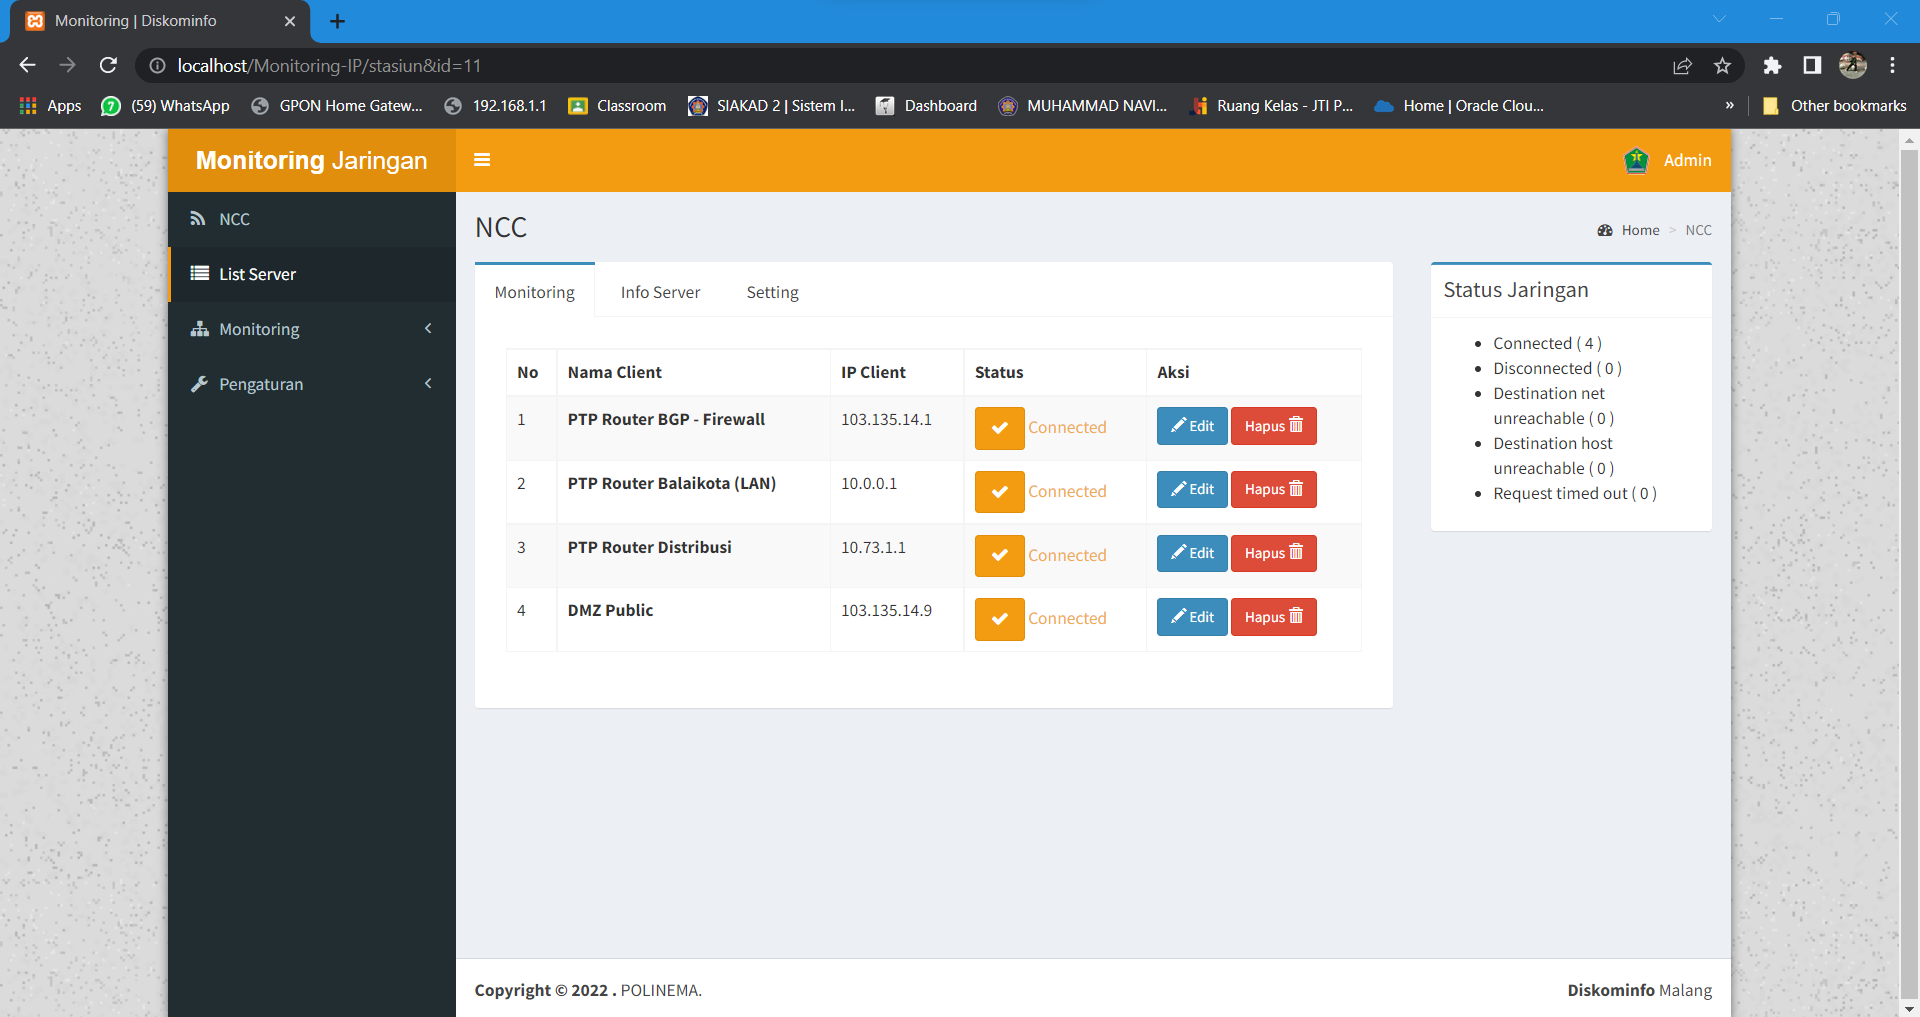 Monitoring | Diskominfo
localhost/Monitoring-IP/stasiun&id=11
Apps
7
(59) WhatsApp
GPON Home Gatew...
192.168.1.1
Classroom
SIAKAD 2 | Sistem I...
Dashboard
MUHAMMAD NAVI...
Ruang Kelas - JTI P...
Home | Oracle Clou...
»
Other bookmarks
Monitoring Jaringan
Admin
NCC
List Server
Monitoring
Pengaturan
NCC
Home > NCC
Monitoring
Info Server
Setting
No Nama Client IP Client Status Aksi
1 PTP Router BGP - Firewall 103.135.14.1 Connected Edit Hapus
2 PTP Router Balaikota (LAN) 10.0.0.1 Connected Edit Hapus
3 PTP Router Distribusi 10.73.1.1 Connected Edit Hapus
4 DMZ Public 103.135.14.9 Connected Edit Hapus
Status Jaringan
Connected ( 4 )
Disconnected ( 0 )
Destination net
unreachable ( 0 )
Destination host
unreachable ( 0 )
Request timed out ( 0 )
Copyright © 2022 . POLINEMA.
Diskominfo Malang